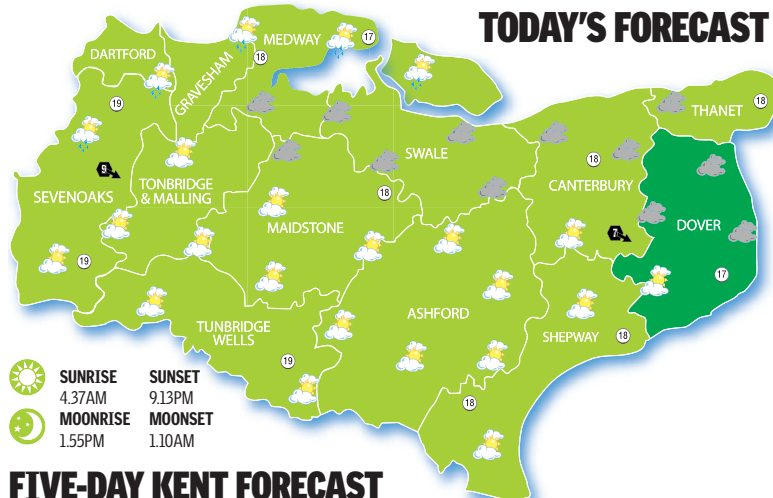 TODAY'S FORECAST
MEDWAY
17
DARTFORD
18
GRAVESHAM
19
THANET
18
SWALE
18
CANTERBURY
9
SEVENOAKS
TONBRIDGE
& MALLING
18
MAIDSTONE
DOVER
7
19
17
ASHFORD
TUNBRIDGE
WELLS
SHEPWAY
18
19
18
SUNRISE SUNSET
4.37AM 9.13PM
MOONRISE MOONSET
1.55PM 1.10AM
FIVE-DAY KENT FORECAST